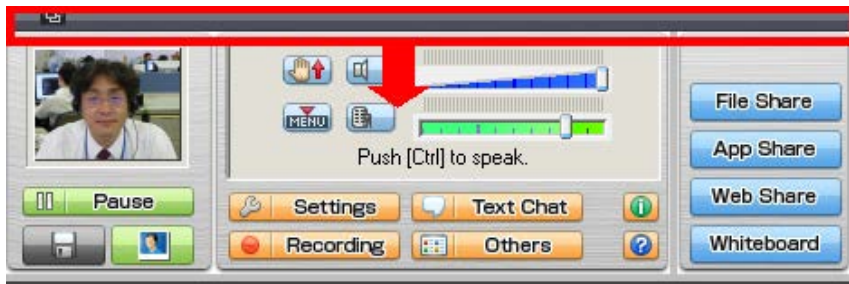 File Share
MENU
App Share
Push [Ctrl] to speak.
Pause
Settings
Text Chat
Web Share
Recording
Others
Whiteboard